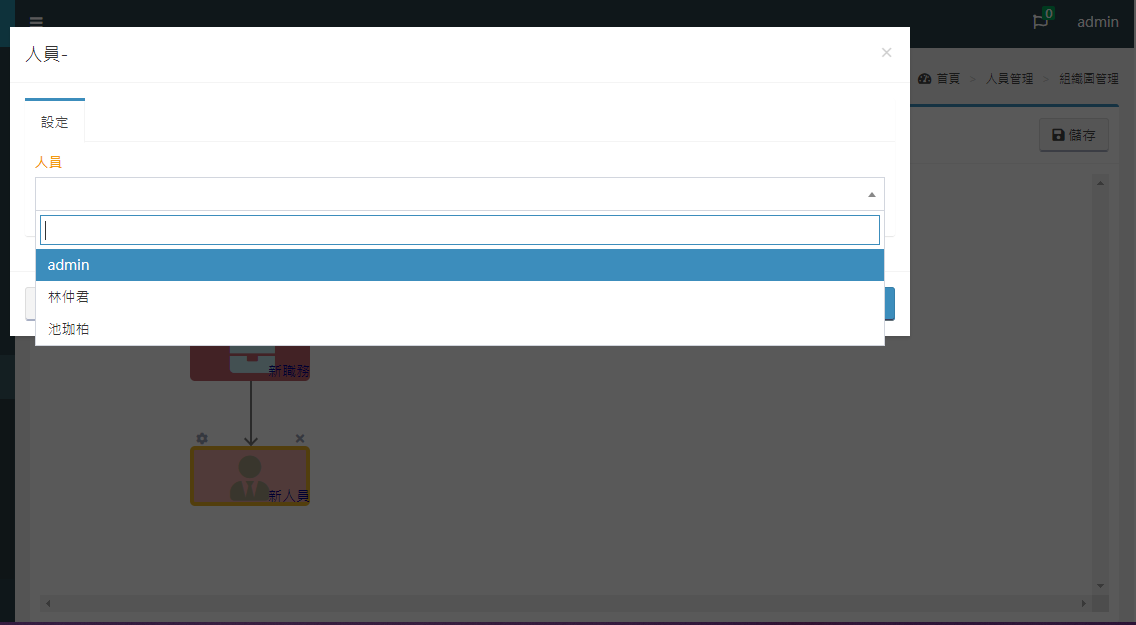 0
admin
人員-
×
首頁 > 人員管理 > 組織圖管理
設定
儲存
人員
admin
林仲君
池珈柏
新職務
新人員